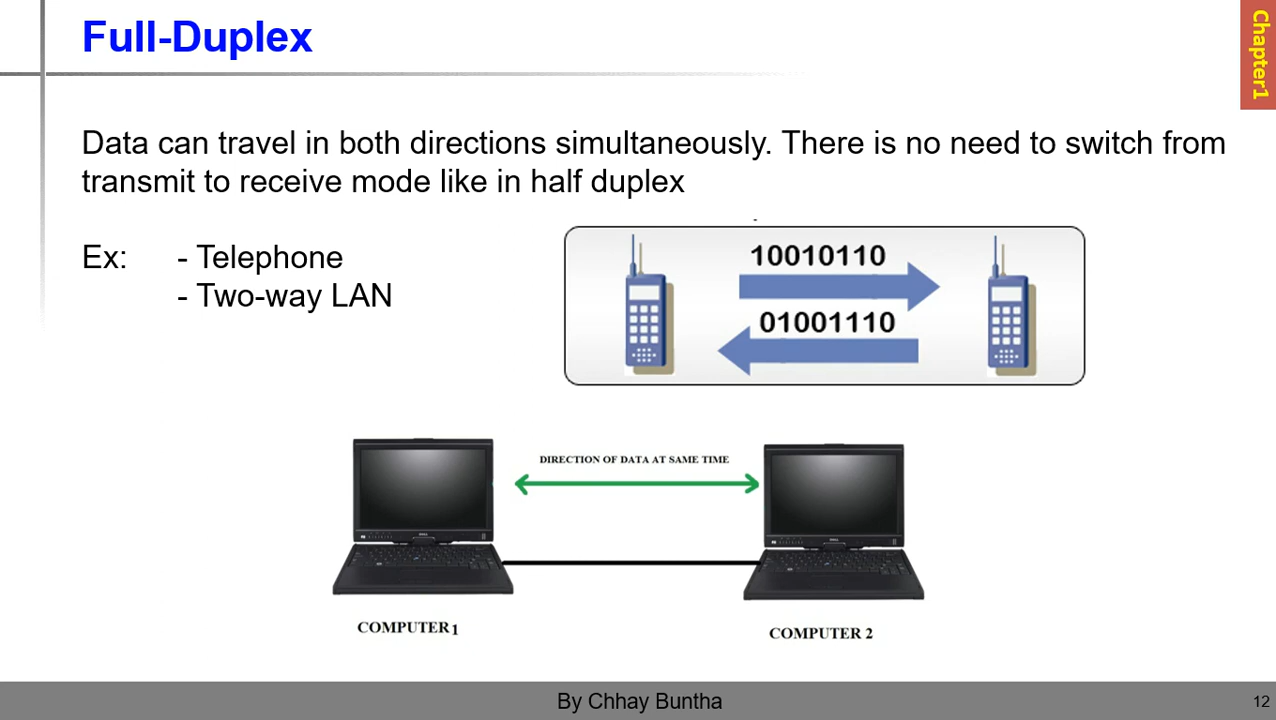 Full-Duplex
Chapter1
Data can travel in both directions simultaneously. There is no need to switch from
transmit to receive mode like in half duplex
Ex: - Telephone
- Two-way LAN
10010110
01001110
DIRECTION OF DATA AT SAME TIME
COMPUTER 1
COMPUTER 2
By Chhay Buntha
12